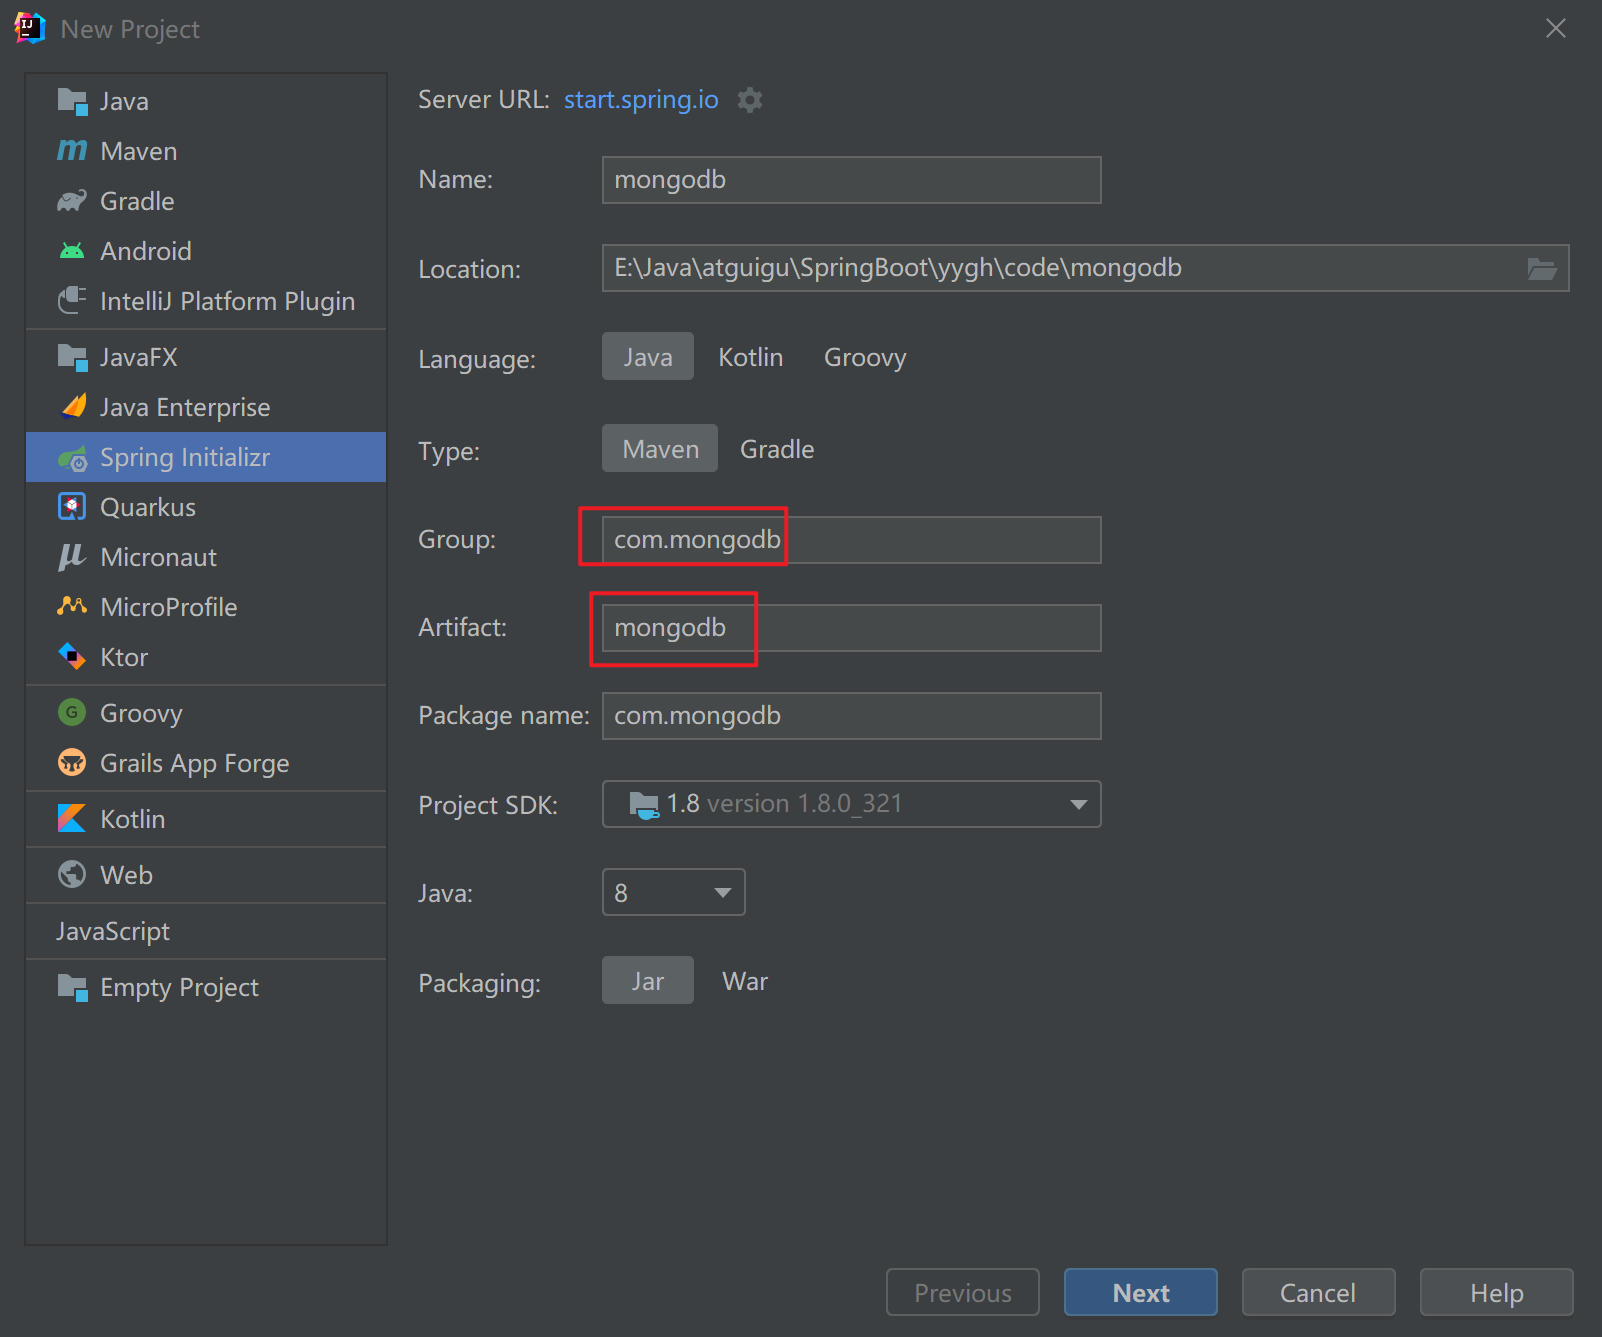 New Project
Java
Maven
Gradle
Android
IntelliJ Platform Plugin
JavaFX
Java Enterprise
Spring Initializr
Quarkus
Micronaut
MicroProfile
Ktor
Groovy
Grails App Forge
Kotlin
Web
JavaScript
Empty Project
Server URL: start.spring.io
Name: mongodb
Location: E:\Java\atguigu\SpringBoot\yygh\code\mongodb
Language: Java Kotlin Groovy
Type: Maven Gradle
Group: com.mongodb
Artifact: mongodb
Package name: com.mongodb
Project SDK: 1.8 version 1.8.0_321
Java: 8
Packaging: Jar War
Previous Next Cancel Help